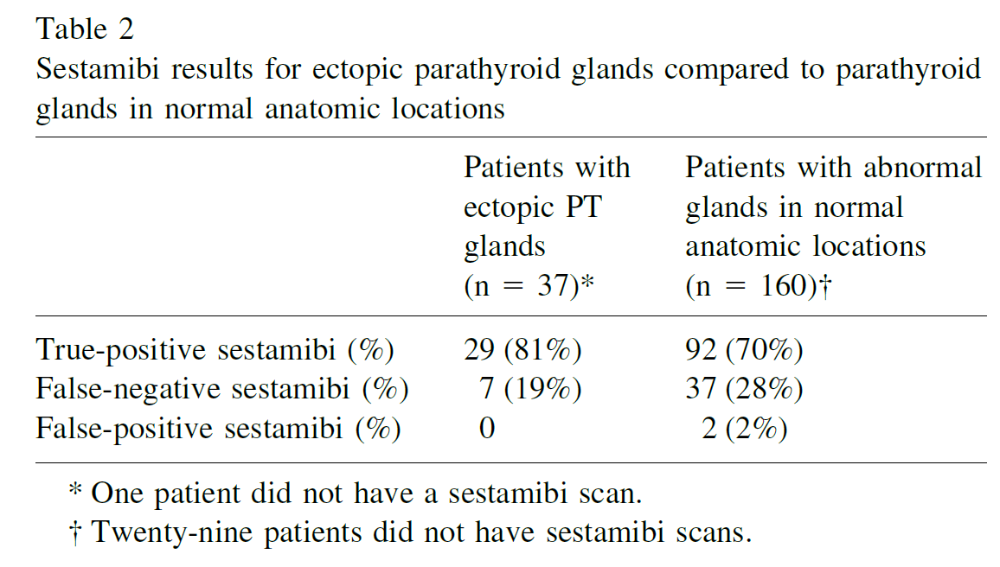 Table 2
Sestamibi results for ectopic parathyroid glands compared to parathyroid
glands in normal anatomic locations
Patients with ectopic PT glands (n = 37)* Patients with abnormal glands in normal anatomic locations (n = 160)†
True-positive sestamibi (%) 29 (81%) 92 (70%)
False-negative sestamibi (%) 7 (19%) 37 (28%)
False-positive sestamibi (%) 0 2 (2%)
* One patient did not have a sestamibi scan.
† Twenty-nine patients did not have sestamibi scans.